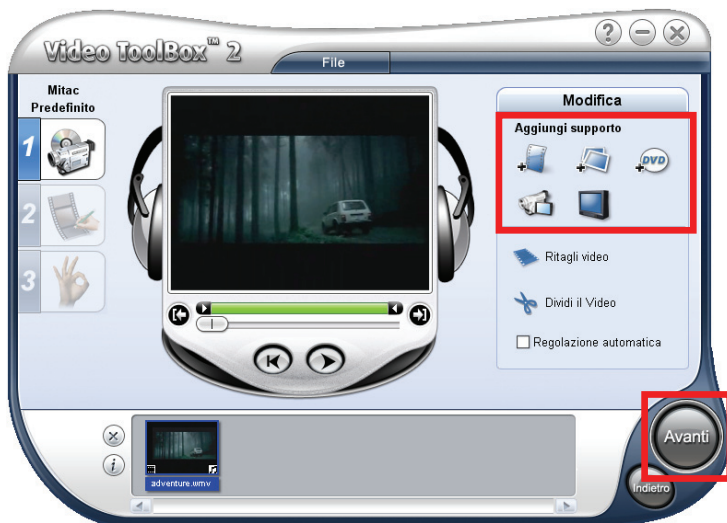 Video ToolBox™ 2
File
Mitac
Predefinito
1
2
3
Modifica
Aggiungi supporto
DVD
Ritagli video
Dividi il Video
Regolazione automatica
adventure.wmv
Avanti
Indietro